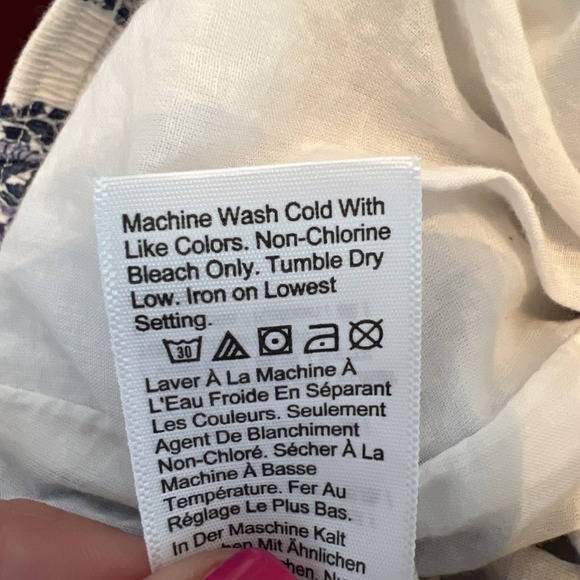 Machine Wash Cold With
Like Colors. Non-Chlorine
Bleach Only. Tumble Dry
Low. Iron on Lowest
Setting.
30
Laver À La Machine À
L'Eau Froide En Séparant
Les Couleurs. Seulement
Agent De Blanchiment
Non-Chloré. Sécher À La
Machine À Basse
Température. Fer Au
Réglage Le Plus Bas.
In Der Maschine Kalt
Mit Ähnlichen